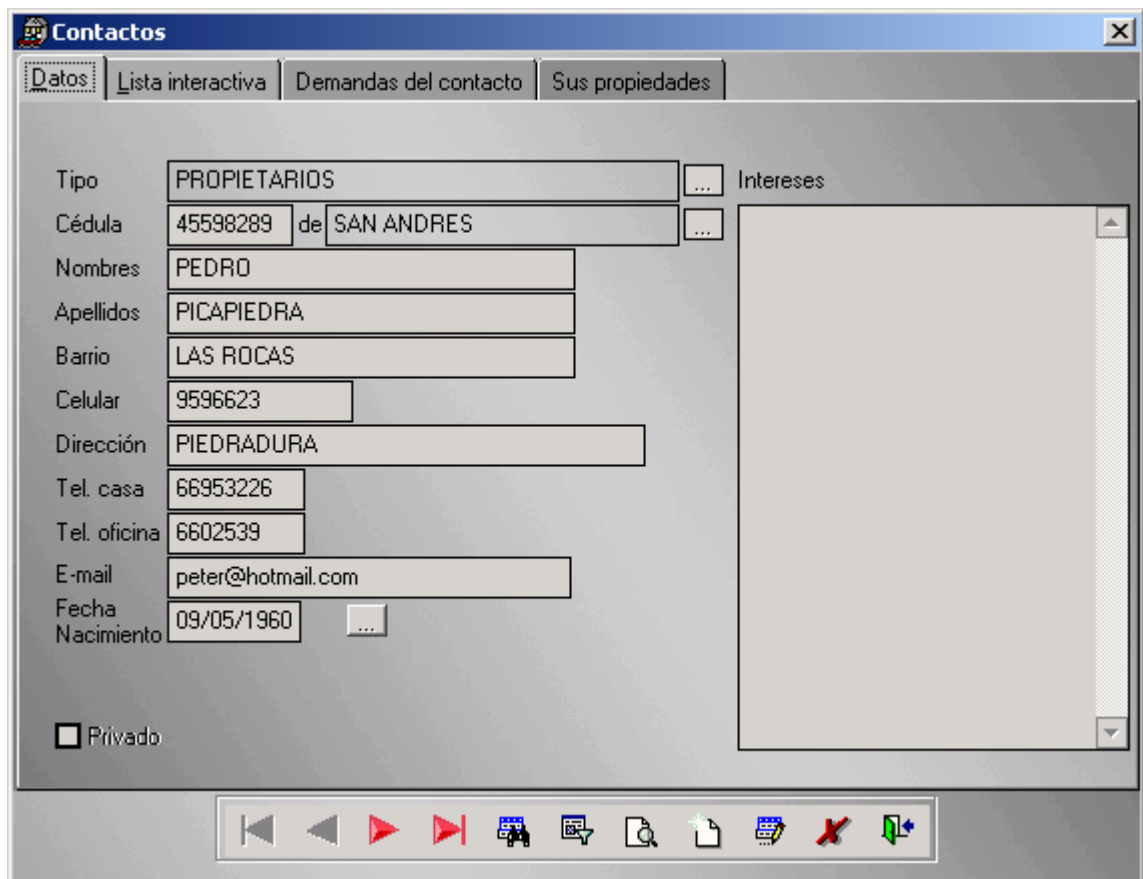 Contactos
Datos Lista interactiva Demandas del contacto Sus propiedades
Tipo PROPIETARIOS ... Intereses
Cédula 45598289 de SAN ANDRES ...
Nombres PEDRO
Apellidos PICAPIEDRA
Barrio LAS ROCAS
Celular 9596623
Dirección PIEDRADURA
Tel. casa 66953226
Tel. oficina 6602539
E-mail peter@hotmail.com
Fecha
Nacimiento 09/05/1960 ...
Privado